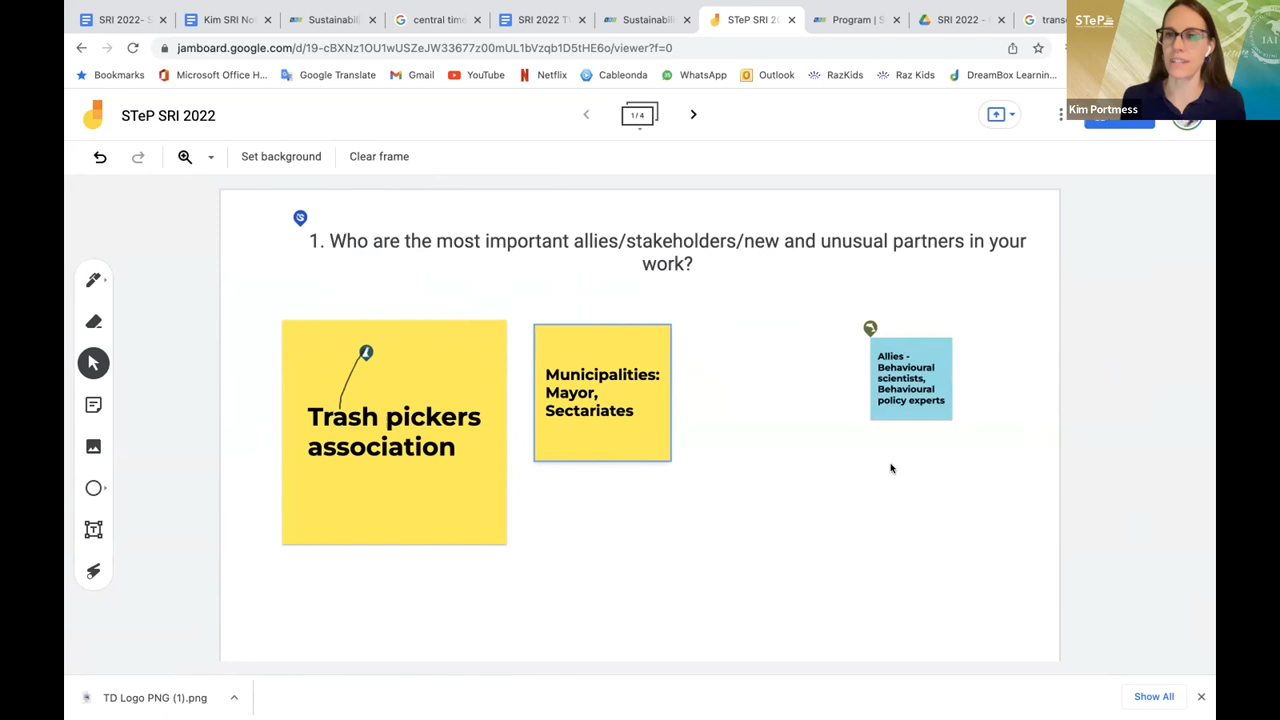 SRI 2022-
Kim SRI No
Sustainabil
central time
SRI 2022 T
Sustainabil
STeP SRI 20
Program | S
SRI 2022 -
trans
jamboard.google.com/d/19-cBXNz1OU1wUSZeJW33677z00mUL1bVzqb1D5tHE6o/viewer?f=0
Bookmarks
Microsoft Office H...
Google Translate
Gmail
YouTube
Netflix
Cableonda
WhatsApp
Outlook
RazKids
Raz Kids
DreamBox Learnin...
STeP
IAI
Kim Portmess
STeP SRI 2022
1/4
Set background
Clear frame
1. Who are the most important allies/stakeholders/new and unusual partners in your
work?
Trash pickers
association
Municipalities:
Mayor,
Sectariates
Allies -
Behavioural
scientists,
Behavioural
policy experts
TD Logo PNG (1).png
Show All